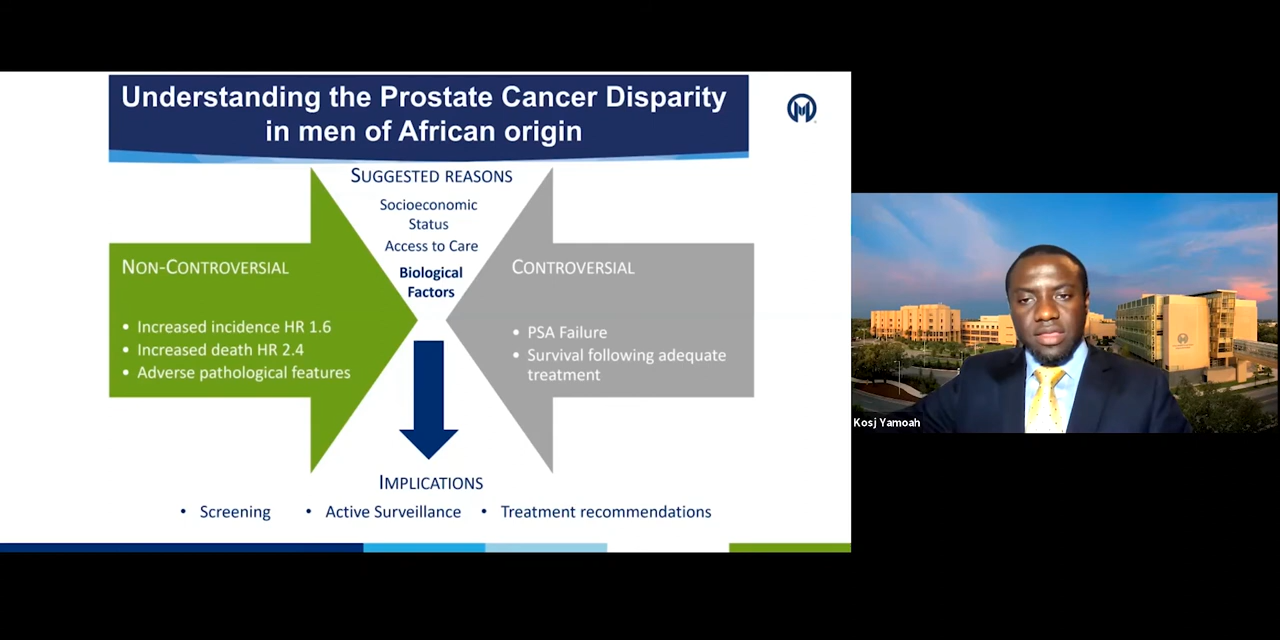 Understanding the Prostate Cancer Disparity
in men of African origin
SUGGESTED REASONS
Socioeconomic
Status
Access to Care
Biological
Factors
NON-CONTROVERSIAL
• Increased incidence HR 1.6
• Increased death HR 2.4
• Adverse pathological features
CONTROVERSIAL
• PSA Failure
• Survival following adequate
treatment
IMPLICATIONS
• Screening • Active Surveillance • Treatment recommendations
Kosj Yamoah